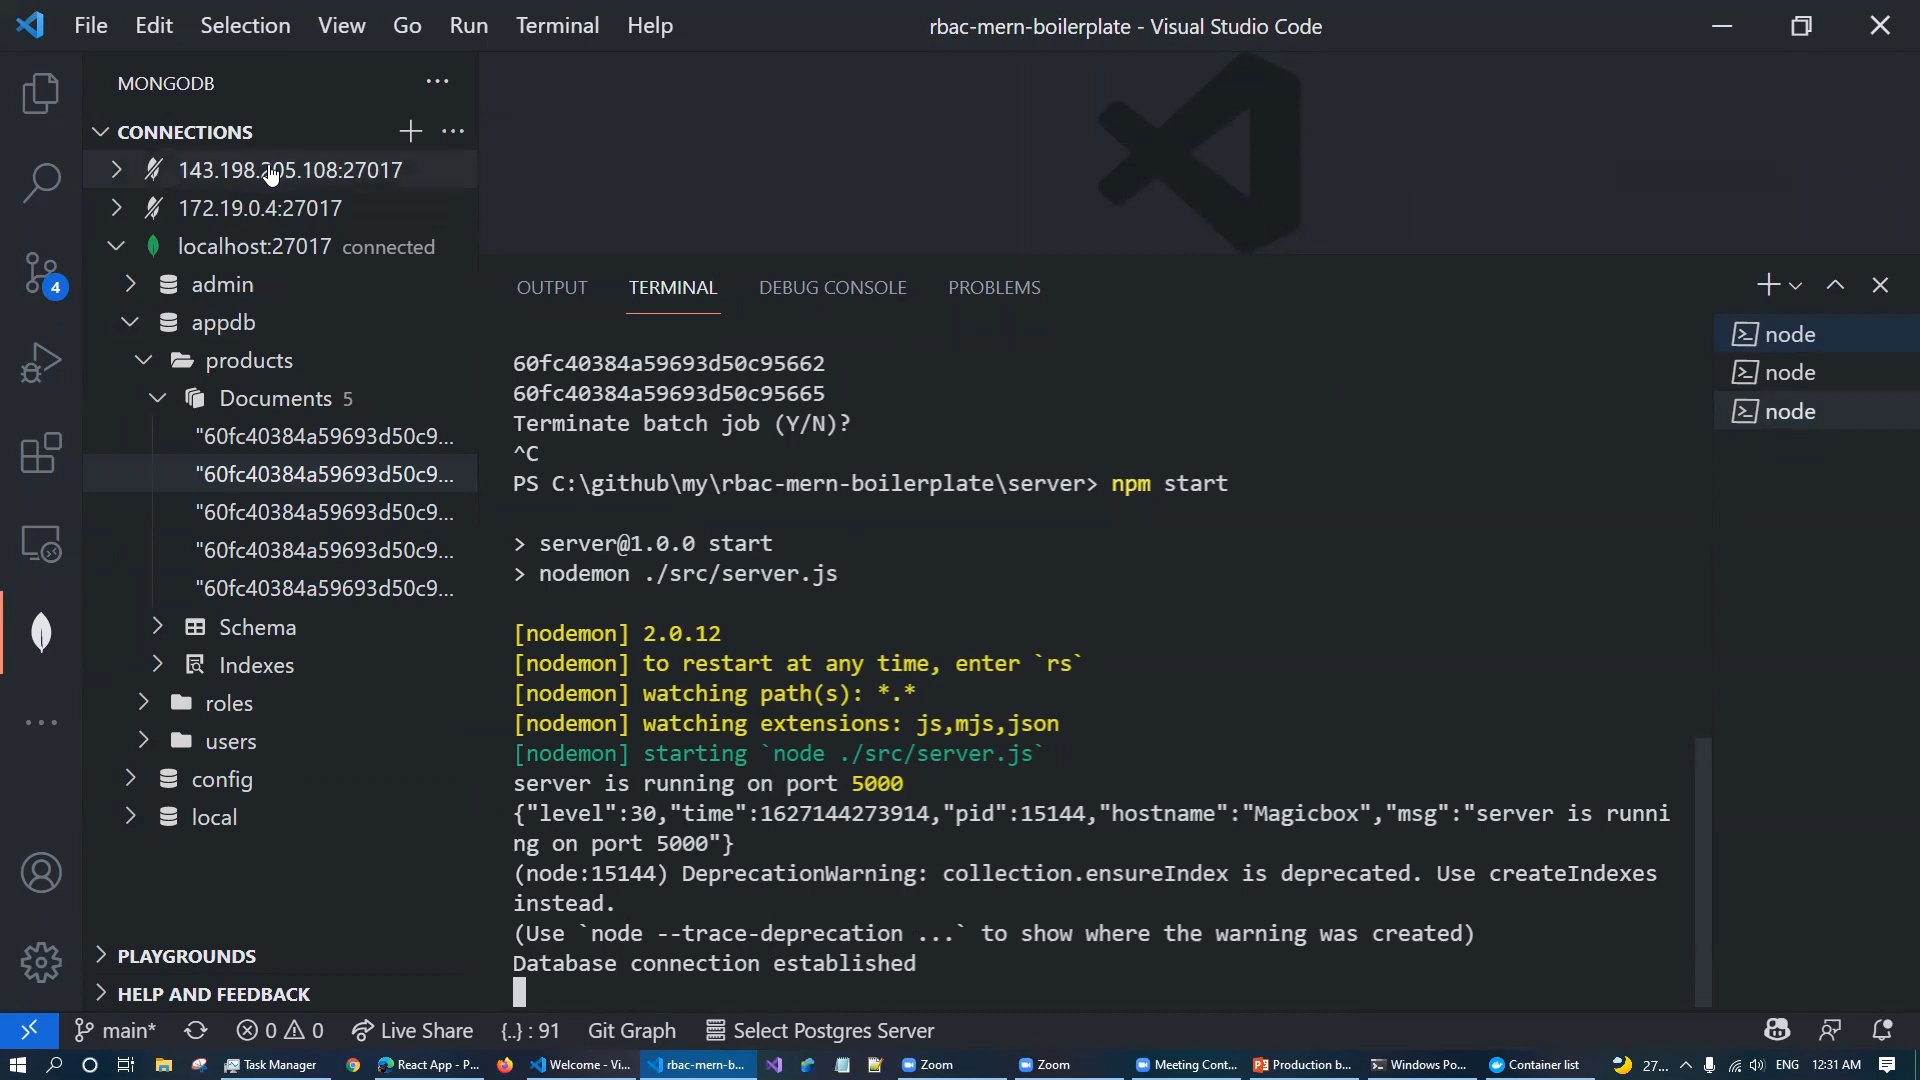 File Edit Selection View Go Run Terminal Help
rbac-mern-boilerplate - Visual Studio Code
MONGODB
CONNECTIONS
143.198.205.108:27017
172.19.0.4:27017
localhost:27017 connected
admin
appdb
products
Documents 5
"60fc40384a59693d50c9...
"60fc40384a59693d50c9...
"60fc40384a59693d50c9...
"60fc40384a59693d50c9...
"60fc40384a59693d50c9...
Schema
Indexes
roles
users
config
local
PLAYGROUNDS
HELP AND FEEDBACK
4
OUTPUT TERMINAL DEBUG CONSOLE PROBLEMS
60fc40384a59693d50c95662
60fc40384a59693d50c95665
Terminate batch job (Y/N)?
^C
PS C:\github\my\rbac-mern-boilerplate\server> npm start
> server@1.0.0 start
> nodemon ./src/server.js
[nodemon] 2.0.12
[nodemon] to restart at any time, enter `rs`
[nodemon] watching path(s): *.*
[nodemon] watching extensions: js,mjs,json
[nodemon] starting `node ./src/server.js`
server is running on port 5000
{"level":30,"time":1627144273914,"pid":15144,"hostname":"Magicbox","msg":"server is runni
ng on port 5000"}
(node:15144) DeprecationWarning: collection.ensureIndex is deprecated. Use createIndexes
instead.
(Use `node --trace-deprecation ...` to show where the warning was created)
Database connection established
node
node
node
main* 0 0 Live Share {..} : 91 Git Graph Select Postgres Server
Task Manager React App - P... Welcome - Vi... rbac-mern-b... Zoom Zoom Meeting Cont... Production b... Windows Po... Container list 27... ENG 12:31 AM